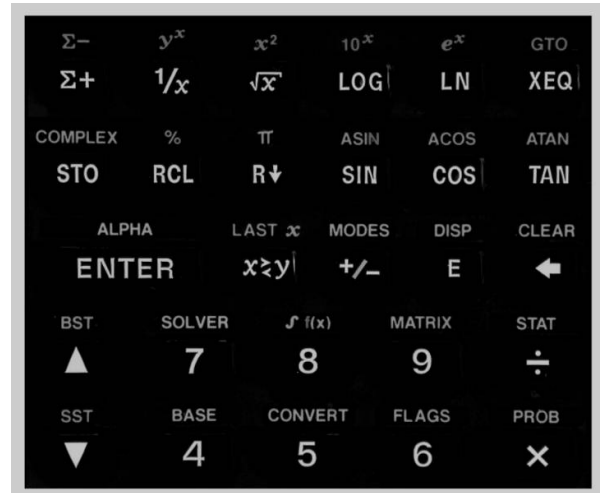 Σ− yˣ x² 10ˣ eˣ GTO
Σ+ 1/x √x LOG LN XEQ
COMPLEX % π ASIN ACOS ATAN
STO RCL R↓ SIN COS TAN
ALPHA LAST x MODES DISP CLEAR
ENTER x≷y +/− E ←
BST SOLVER ∫ f(x) MATRIX STAT
▲ 7 8 9 ÷
SST BASE CONVERT FLAGS PROB
▼ 4 5 6 ×